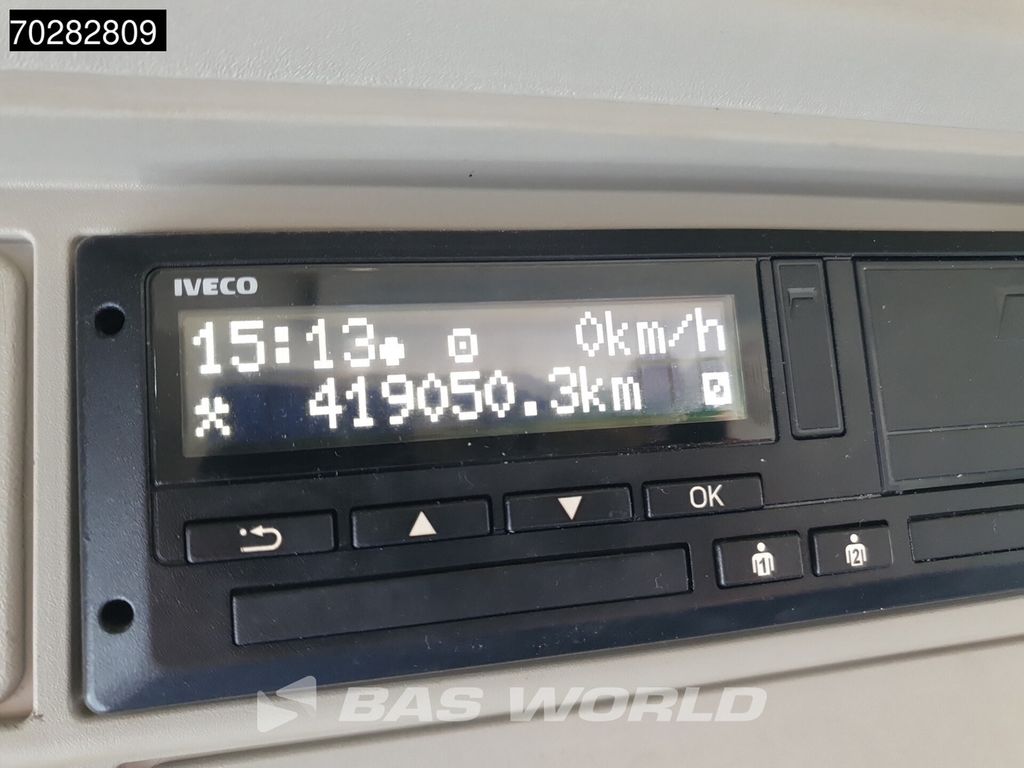 70282809
IVECO
15:13 0km/h
419050.3km
OK
1 2
BAS WORLD